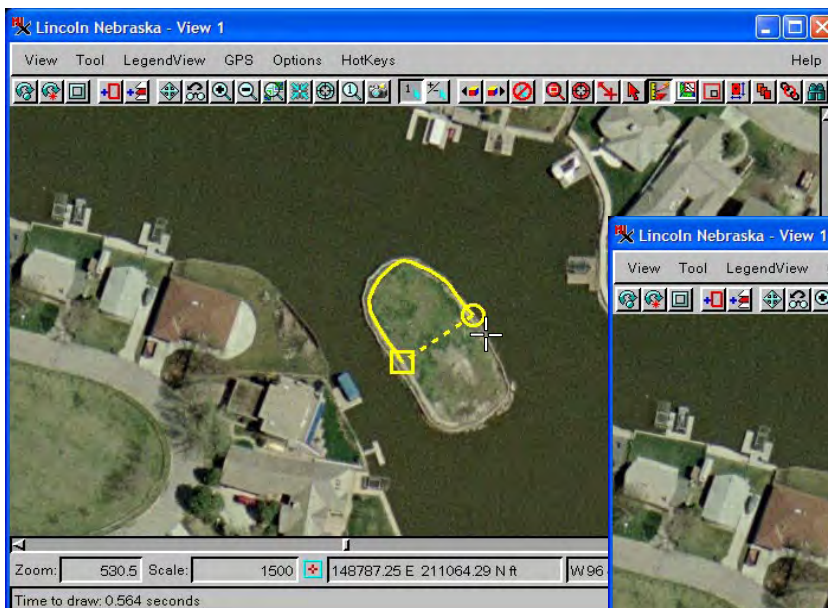 Lincoln Nebraska - View 1
View Tool LegendView GPS Options HotKeys Help
Lincoln Nebraska - View 1
View Tool LegendView
Zoom: 530.5 Scale: 1500 148787.25 E 211064.29 N ft W 96
Time to draw: 0.564 seconds